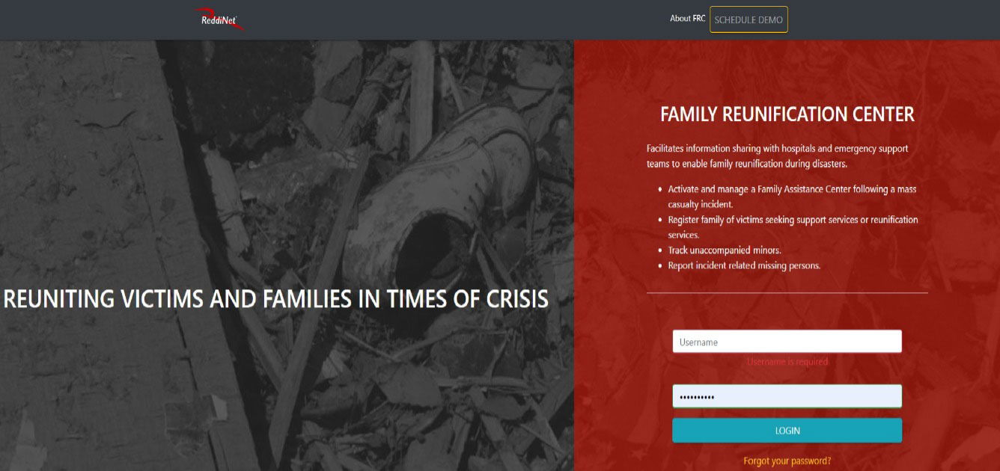 ReddiNet
About FRC
SCHEDULE DEMO
REUNITING VICTIMS AND FAMILIES IN TIMES OF CRISIS
FAMILY REUNIFICATION CENTER
Facilitates information sharing with hospitals and emergency support
teams to enable family reunification during disasters.
• Activate and manage a Family Assistance Center following a mass
casualty incident.
• Register family of victims seeking support services or reunification
services.
• Track unaccompanied minors.
• Report incident related missing persons.
Username
Username is required.
••••••••••
LOGIN
Forgot your password?